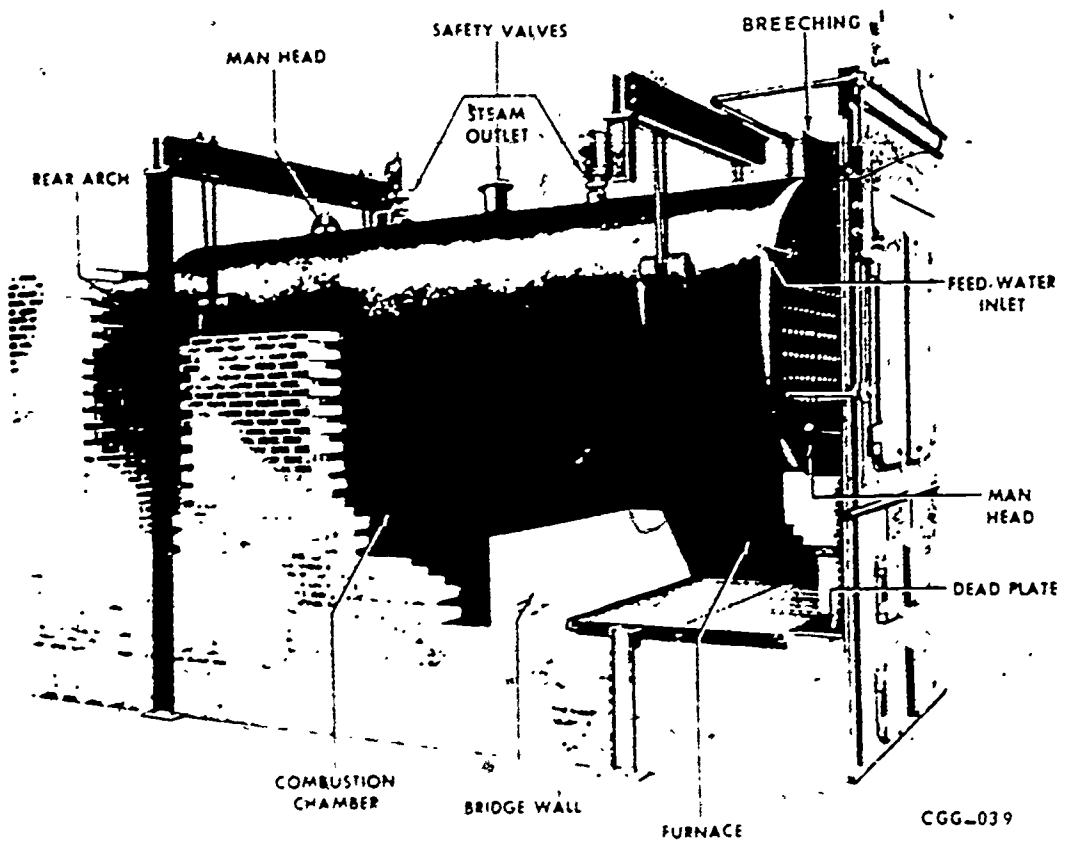 SAFETY VALVES
BREECHING
MAN HEAD
STEAM
OUTLET
REAR ARCH
FEED-WATER
INLET
MAN
HEAD
DEAD PLATE
COMBUSTION
CHAMBER
BRIDGE WALL
FURNACE
CGG-039